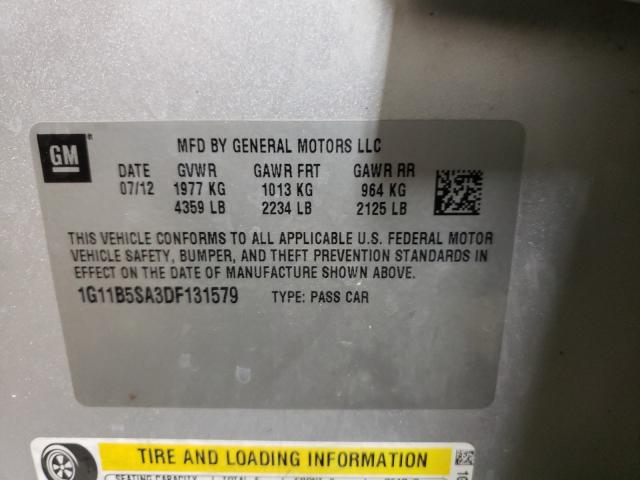 GM
MFD BY GENERAL MOTORS LLC
DATE GVWR GAWR FRT GAWR RR
07/12 1977 KG 1013 KG 964 KG
4359 LB 2234 LB 2125 LB
THIS VEHICLE CONFORMS TO ALL APPLICABLE U.S. FEDERAL MOTOR
VEHICLE SAFETY, BUMPER, AND THEFT PREVENTION STANDARDS IN
EFFECT ON THE DATE OF MANUFACTURE SHOWN ABOVE.
1G11B5SA3DF131579 TYPE: PASS CAR
TIRE AND LOADING INFORMATION
SEATING CAPACITY TOTAL